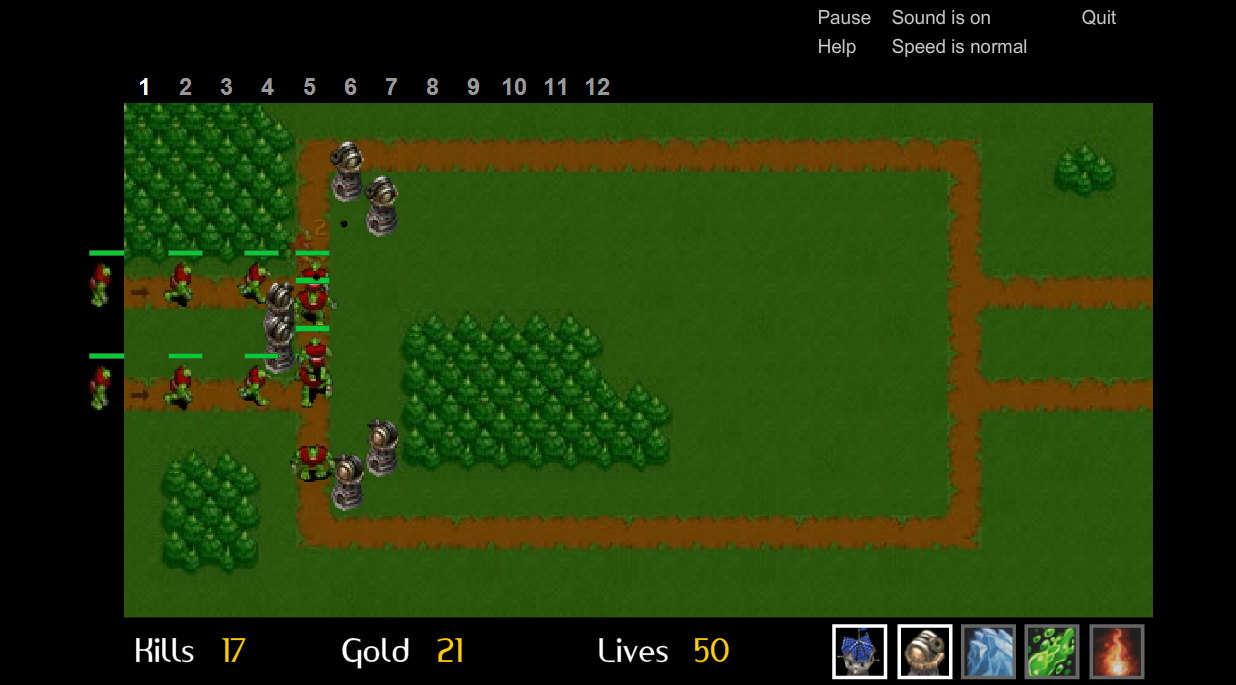 Pause Sound is on Quit
Help Speed is normal
1 2 3 4 5 6 7 8 9 10 11 12
2
Kills 17 Gold 21 Lives 50